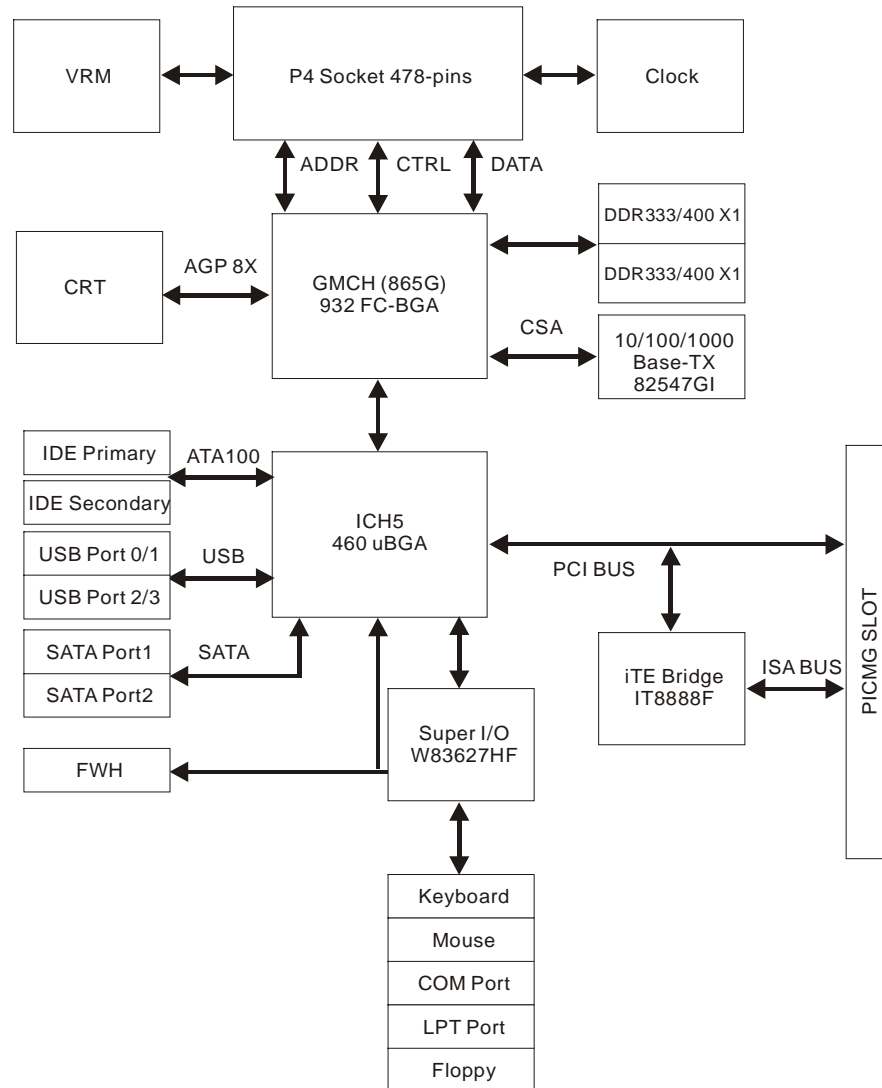 VRM
P4 Socket 478-pins
Clock
ADDR
CTRL
DATA
DDR333/400 X1
DDR333/400 X1
CRT
AGP 8X
GMCH (865G)
932 FC-BGA
CSA
10/100/1000
Base-TX
82547GI
IDE Primary
IDE Secondary
ATA100
USB Port 0/1
USB Port 2/3
USB
ICH5
460 uBGA
PCI BUS
PICMG SLOT
SATA Port1
SATA Port2
SATA
iTE Bridge
IT8888F
ISA BUS
FWH
Super I/O
W83627HF
Keyboard
Mouse
COM Port
LPT Port
Floppy